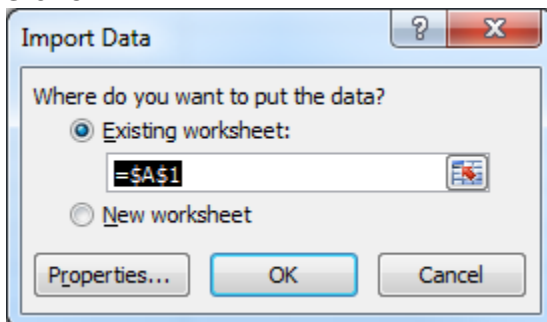 Import Data
?
Where do you want to put the data?
Existing worksheet:
=$A$1
New worksheet
Properties...
OK
Cancel